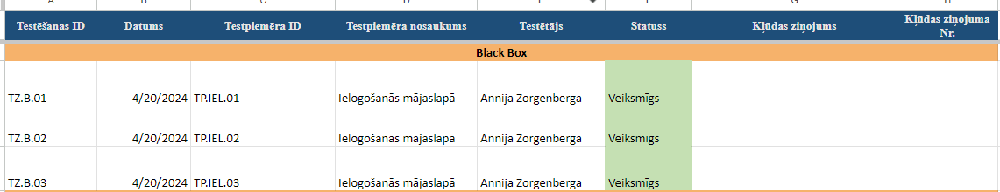 A B C D E F G H
Testēšanas ID Datums Testpiemēra ID Testpiemēra nosaukums Testētājs Statuss Kļūdas ziņojums Kļūdas ziņojuma Nr.
Black Box
TZ.B.01 4/20/2024 TP.IEL.01 Ielogošanās mājaslapā Annija Zorgenberga Veiksmīgs
TZ.B.02 4/20/2024 TP.IEL.02 Ielogošanās mājaslapā Annija Zorgenberga Veiksmīgs
TZ.B.03 4/20/2024 TP.IEL.03 Ielogošanās mājaslapā Annija Zorgenberga Veiksmīgs